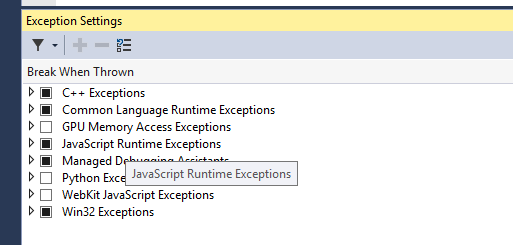 Exception Settings
Break When Thrown
C++ Exceptions
Common Language Runtime Exceptions
GPU Memory Access Exceptions
JavaScript Runtime Exceptions
Managed Debugging Assistants
Python Exce
JavaScript Runtime Exceptions
WebKit JavaScript Exceptions
Win32 Exceptions